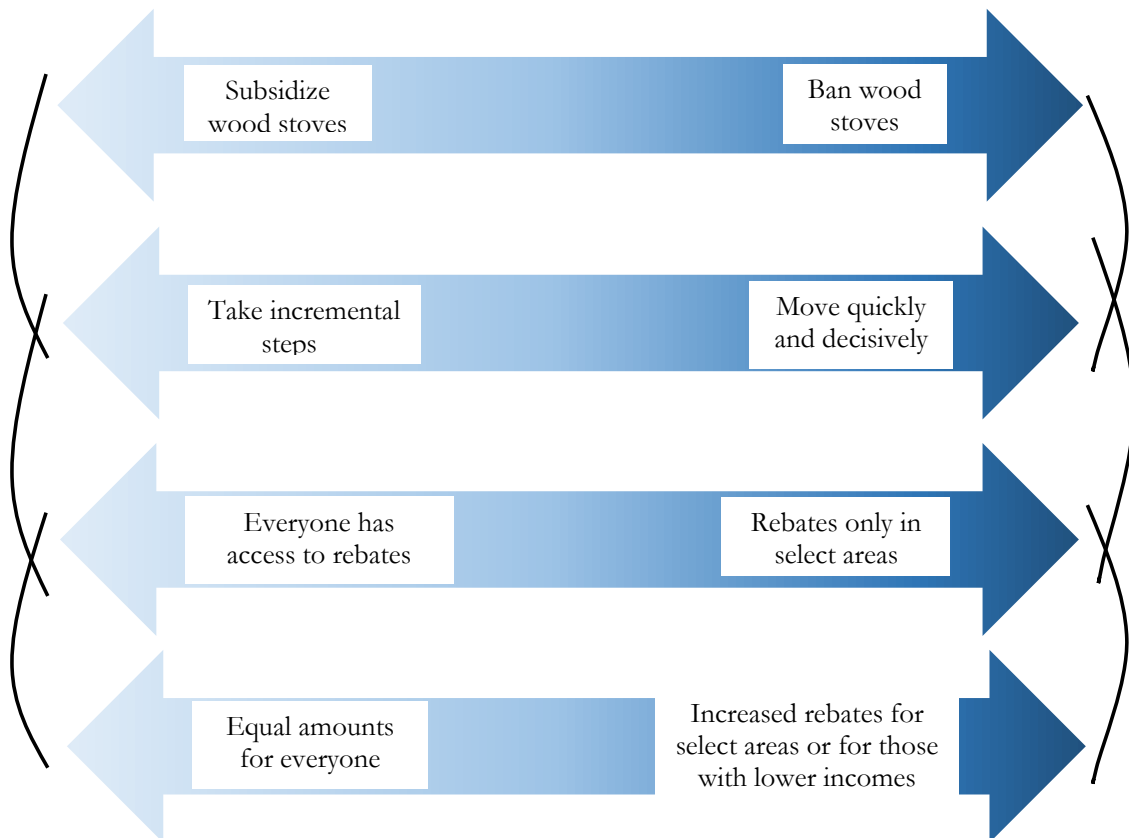 Subsidize
wood stoves
Ban wood
stoves
Take incremental
steps
Move quickly
and decisively
Everyone has
access to rebates
Rebates only in
select areas
Equal amounts
for everyone
Increased rebates for
select areas or for those
with lower incomes